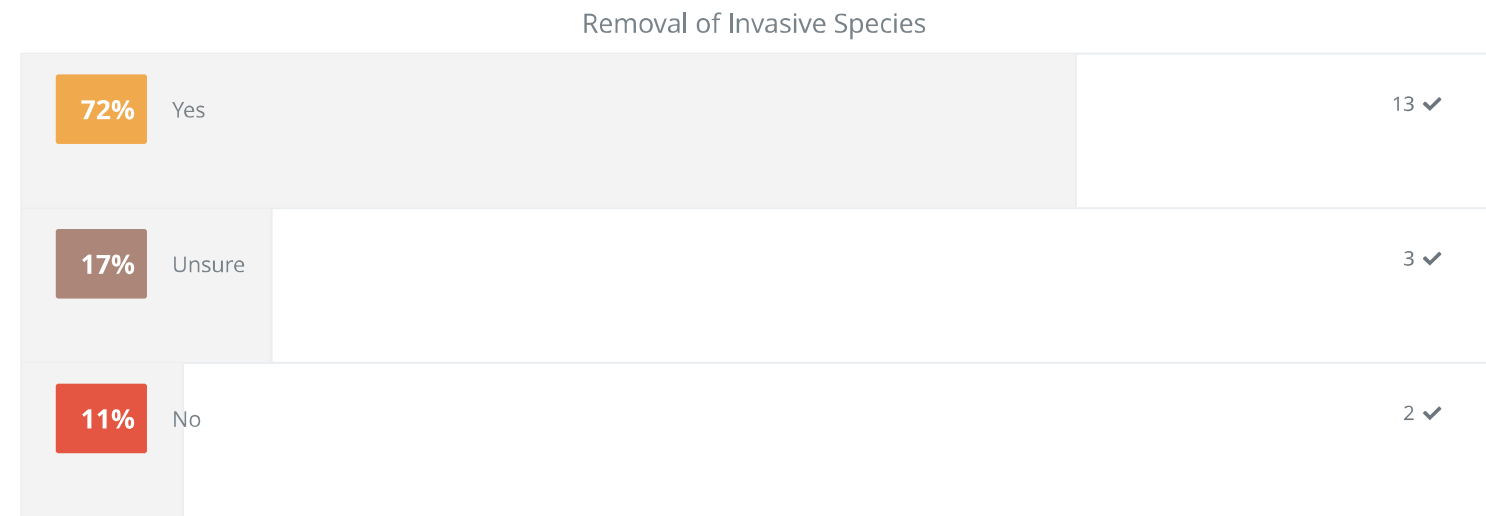 Removal of Invasive Species
72% Yes 13
17% Unsure 3
11% No 2